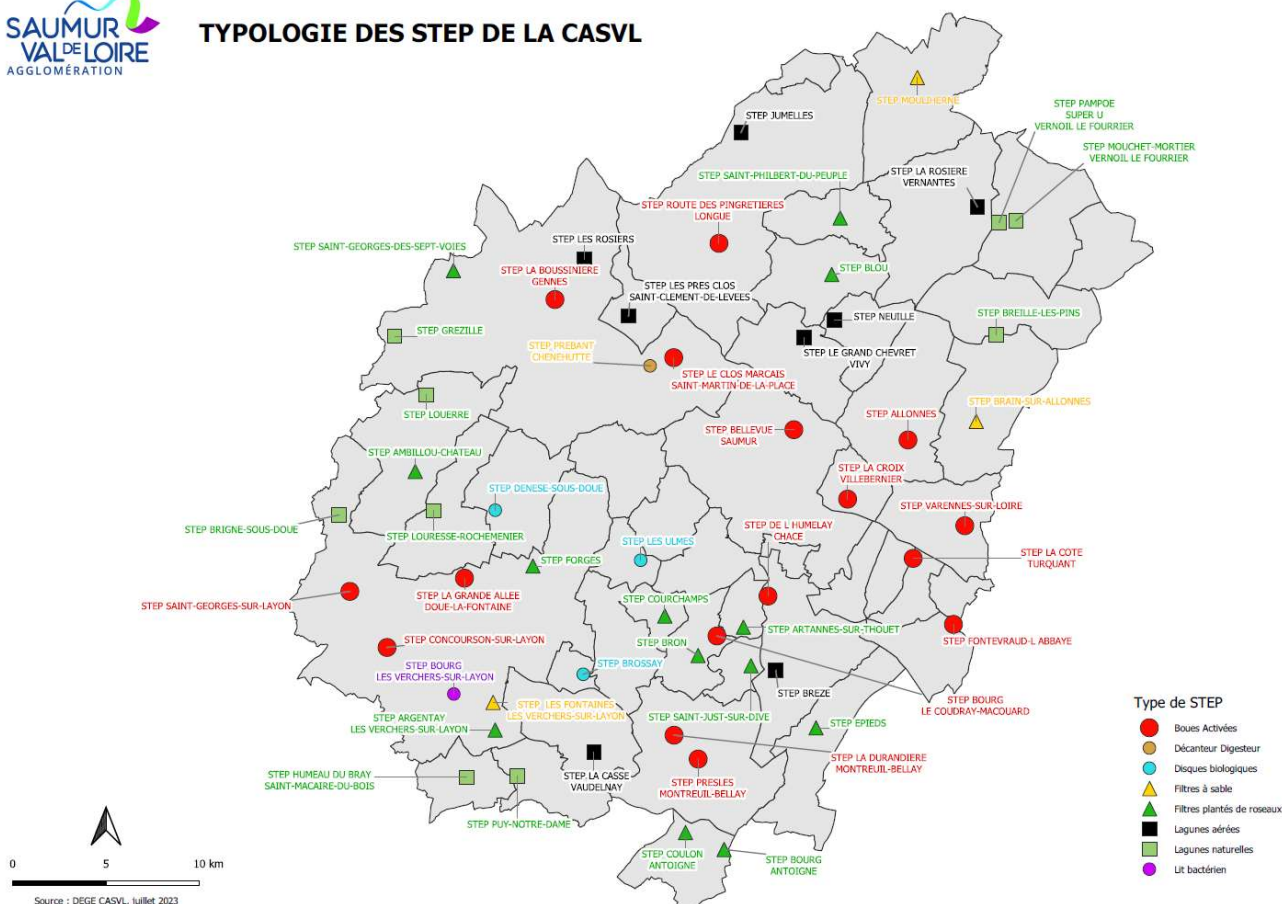 SAUMUR
VAL DE LOIRE
AGGLOMÉRATION
TYPOLOGIE DES STEP DE LA CASVL
STEP MOULIHERNE
STEP PAMPOE
SUPER U
VERNOIL LE FOURRIER
STEP JUMELLES
STEP MOUCHET-MORTIER
VERNOIL LE FOURRIER
STEP SAINT-PHILBERT-DU-PEUPLE
STEP LA ROSIERE
VERNANTES
STEP ROUTE DES PINGRETIERES
LONGUE
STEP SAINT-GEORGES-DES-SEPT-VOIES
STEP LES ROSIERS
STEP LA BOUSSINIERE
GENNES
STEP BLOU
STEP LES PRES CLOS
SAINT-CLEMENT-DE-LEVEES
STEP NEUILLE
STEP BREILLE-LES-PINS
STEP GREZILLE
STEP PREBANT
CHENEHUTTE
STEP LE GRAND CHEVRET
VIVY
STEP LE CLOS MARCAIS
SAINT-MARTIN-DE-LA-PLACE
STEP LOUERRE
STEP BRAIN-SUR-ALLONNES
STEP ALLONNES
STEP BELLEVUE
SAUMUR
STEP AMBILLOU-CHATEAU
STEP LA CROIX
VILLEBERNIER
STEP DENESE-SOUS-DOUE
STEP VARENNES-SUR-LOIRE
STEP BRIGNE-SOUS-DOUE
STEP LOURESSE-ROCHEMENIER
STEP DE L HUMELAY
CHACE
STEP LES ULMES
STEP LA COTE
TURQUANT
STEP FORGES
STEP SAINT-GEORGES-SUR-LAYON
STEP LA GRANDE ALLEE
DOUE-LA-FONTAINE
STEP COURCHAMPS
STEP ARTANNES-SUR-THOUET
STEP CONCOURSON-SUR-LAYON
STEP BRON
STEP FONTEVRAUD-L ABBAYE
STEP BOURG
LES VERCHERS-SUR-LAYON
STEP BROSSAY
STEP BREZE
STEP BOURG
LE COUDRAY-MACOUARD
STEP LES FONTAINES
LES VERCHERS-SUR-LAYON
STEP ARGENTAY
LES VERCHERS-SUR-LAYON
STEP SAINT-JUST-SUR-DIVE
STEP EPIEDS
STEP LA DURANDIERE
MONTREUIL-BELLAY
STEP HUMEAU DU BRAY
SAINT-MACAIRE-DU-BOIS
STEP LA CASSE
VAUDELNAY
STEP PRESLES
MONTREUIL-BELLAY
STEP PUY-NOTRE-DAME
STEP COULON
ANTOIGNE
STEP BOURG
ANTOIGNE
Type de STEP
Boues Activées
Décanteur Digesteur
Disques biologiques
Filtres à sable
Filtres plantés de roseaux
Lagunes aérées
Lagunes naturelles
Lit bactérien
0 5 10 km
Source : DEGE CASVL, juillet 2023